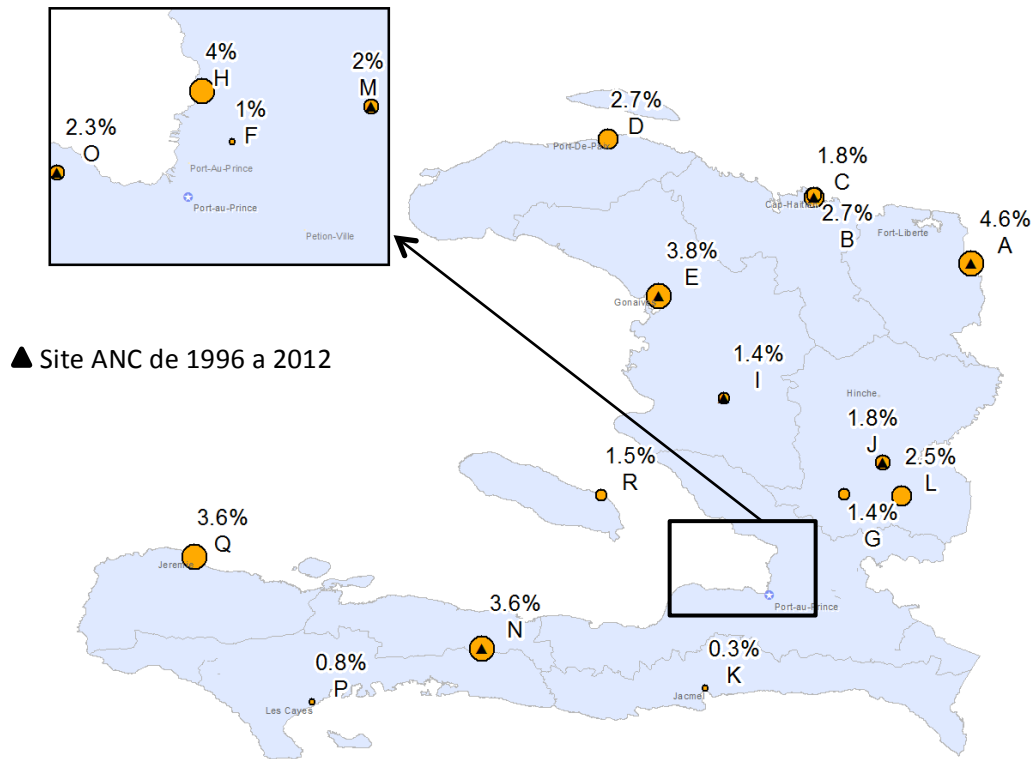 4%
H
2%
M
1%
F
2.3%
O
Port-Au-Prince
Port-au-Prince
Petion-Ville
2.7%
D
Port-De-Paix
1.8%
C
Cap-Haitien
2.7%
B
Fort-Liberte
4.6%
A
3.8%
E
Gonaives
▲ Site ANC de 1996 a 2012
1.4%
I
Hinche
1.8%
J
2.5%
L
1.5%
R
1.4%
G
3.6%
Q
Jeremie
Port-au-Prince
3.6%
N
0.3%
K
Jacmel
0.8%
P
Les Cayes